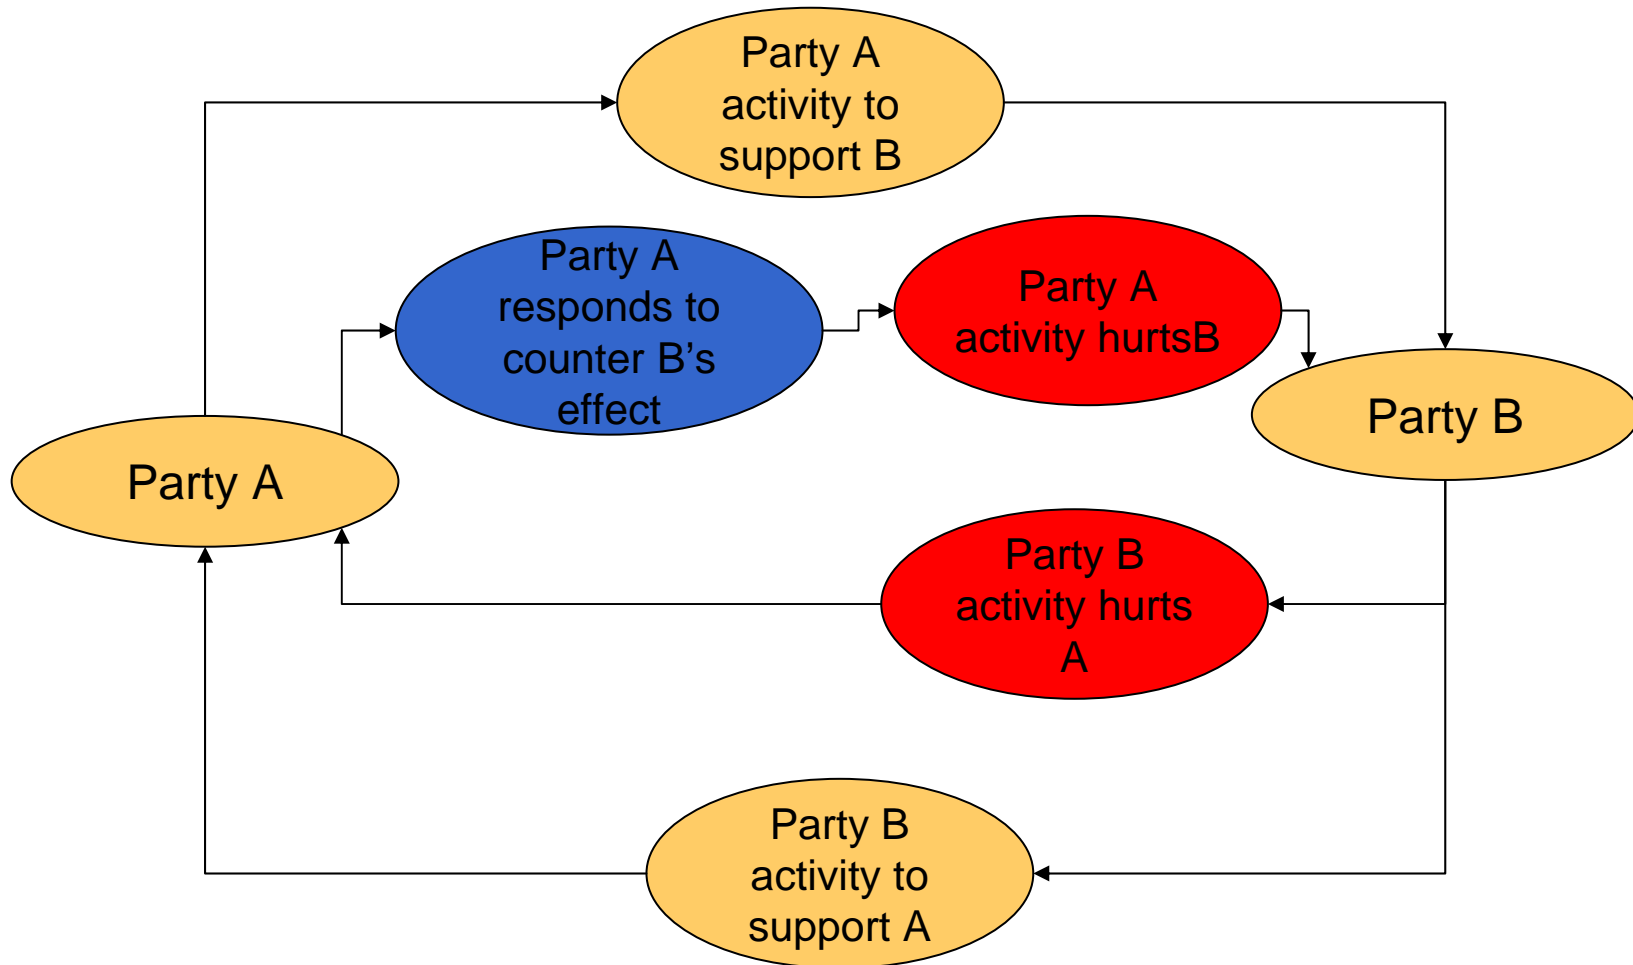 Party A
activity to
support B
Party A
responds to
counter B’s
effect
Party A
activity hurtsB
Party B
Party A
Party B
activity hurts
A
Party B
activity to
support A